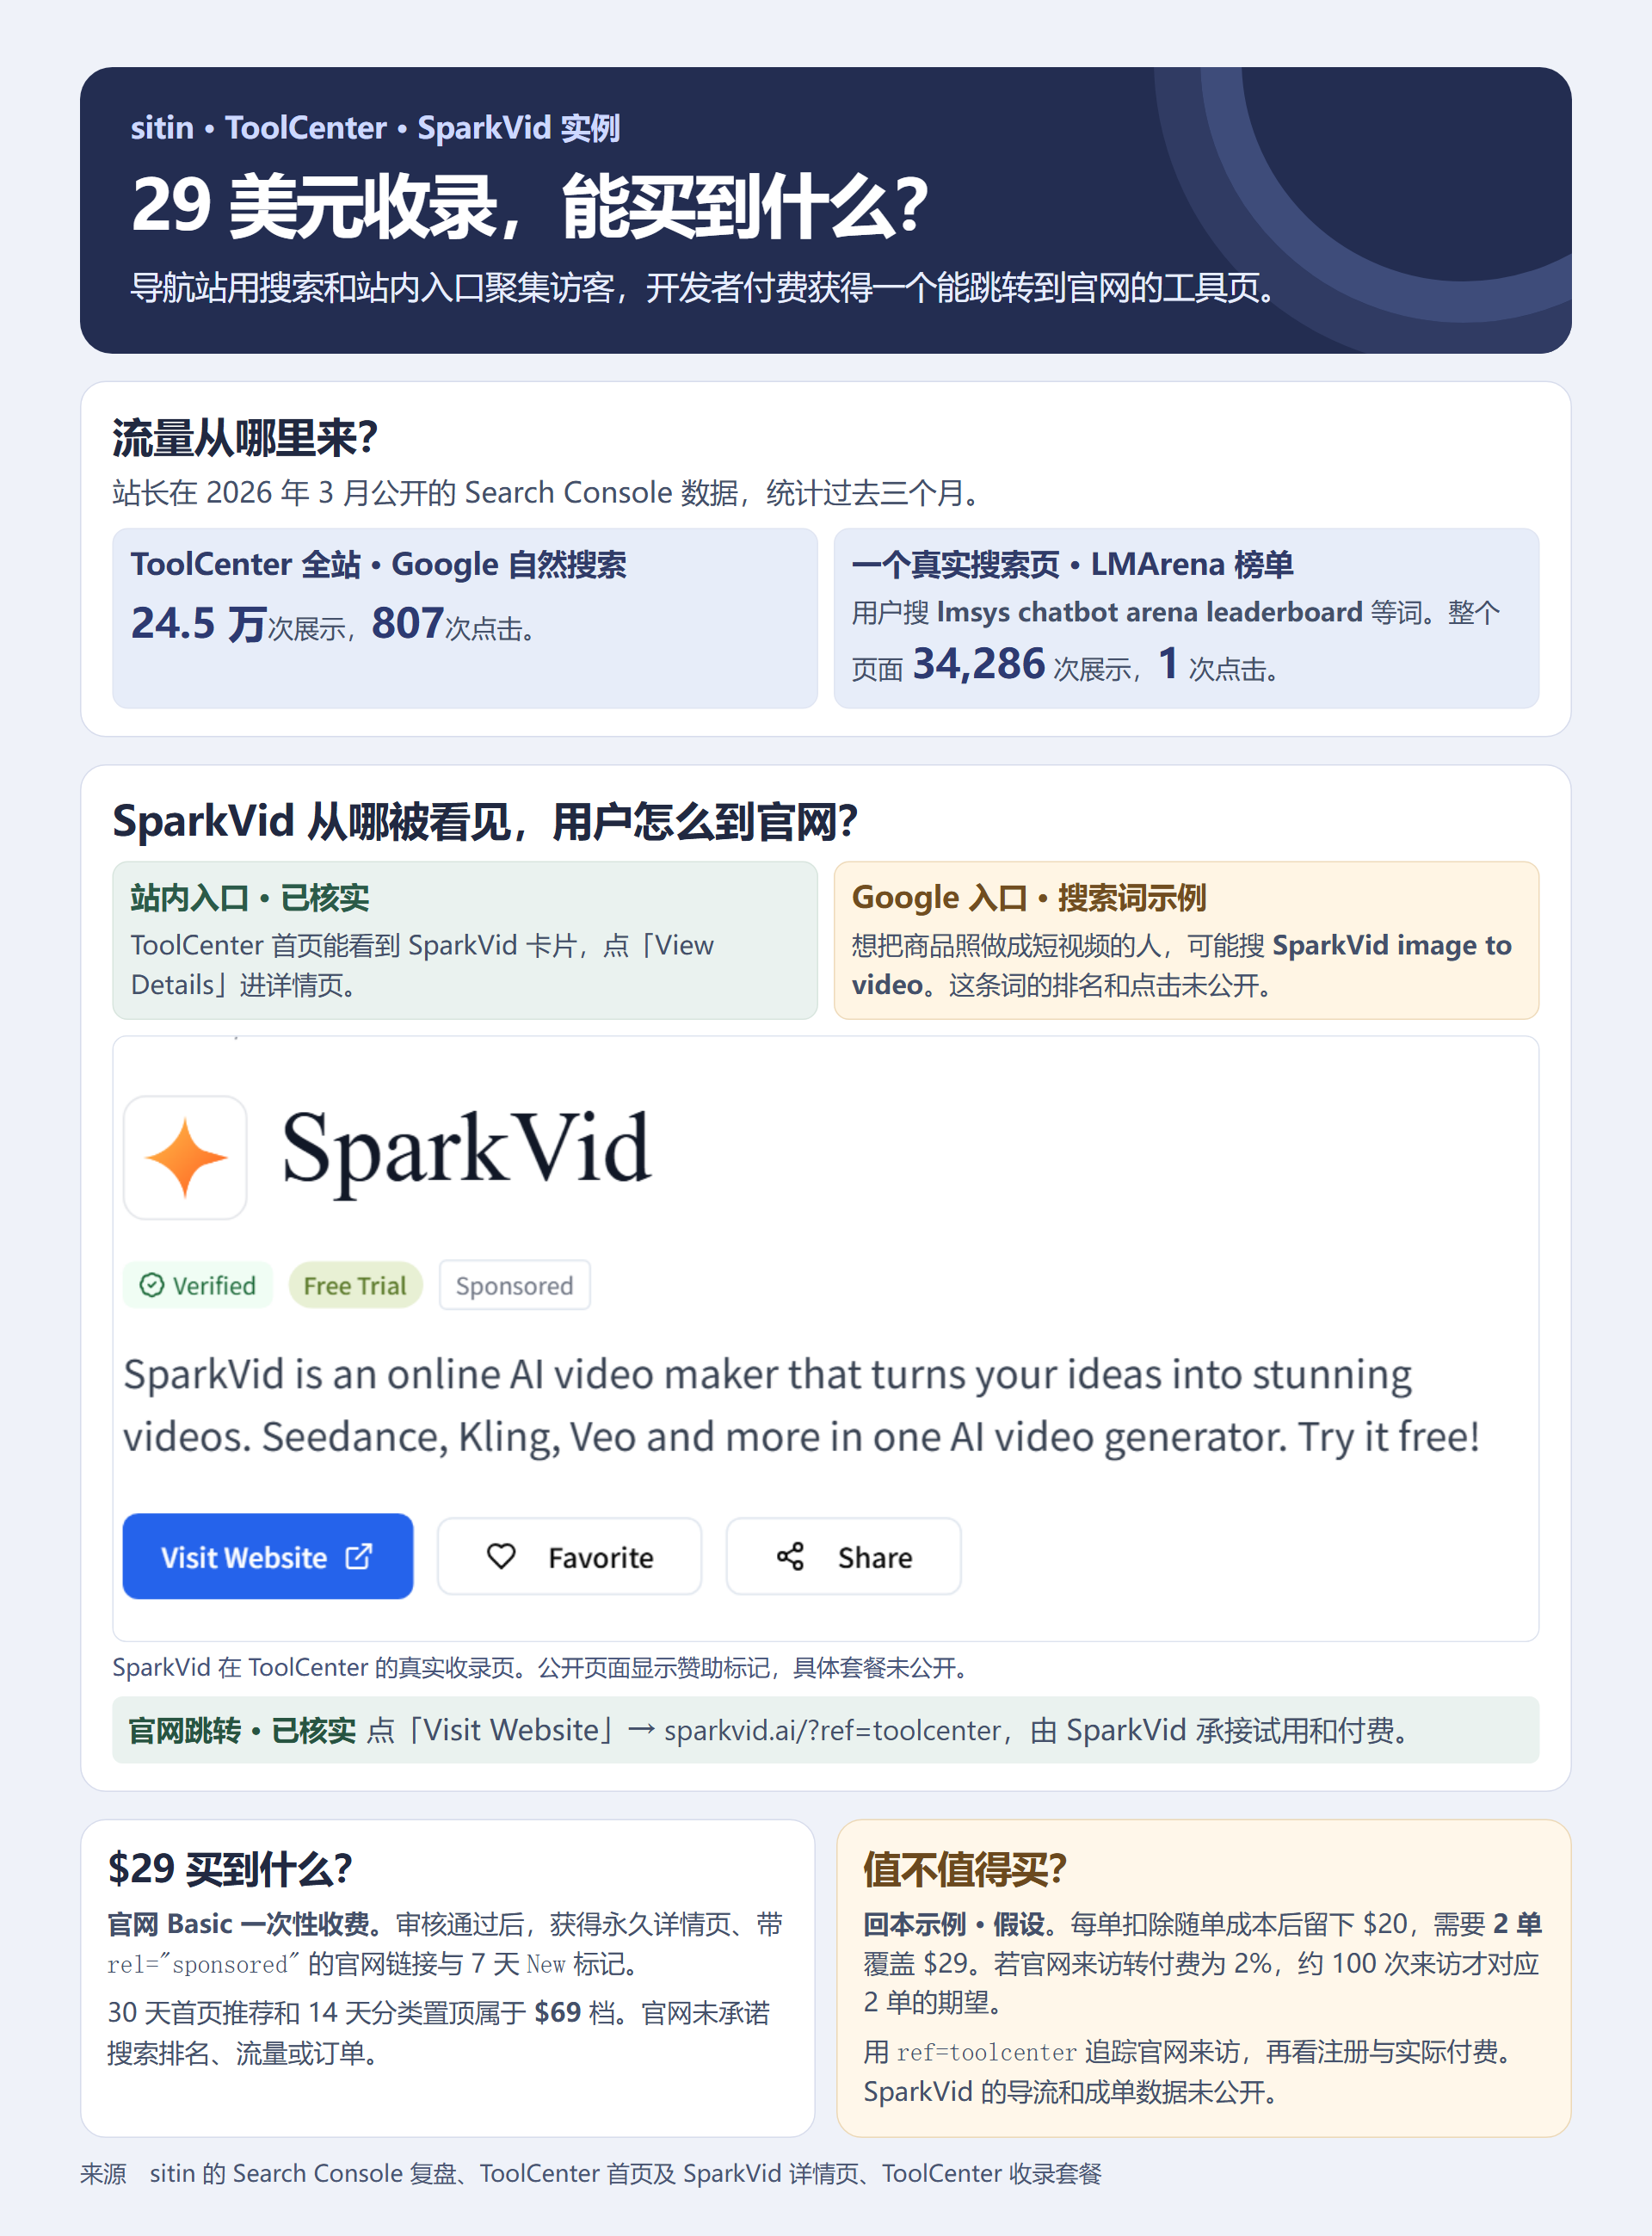 sitin • ToolCenter • SparkVid 实例
29 美元收录，能买到什么？
导航站用搜索和站内入口聚集访客，开发者付费获得一个能跳转到官网的工具页。
流量从哪里来？
站长在 2026 年 3 月公开的 Search Console 数据，统计过去三个月。
ToolCenter 全站 • Google 自然搜索
24.5 万次展示，807次点击。
一个真实搜索页 • LMArena 榜单
用户搜 lmsys chatbot arena leaderboard 等词。整个
页面 34,286 次展示，1 次点击。
SparkVid 从哪被看见，用户怎么到官网？
站内入口 • 已核实
ToolCenter 首页能看到 SparkVid 卡片，点「View
Details」进详情页。
Google 入口 • 搜索词示例
想把商品照做成短视频的人，可能搜 SparkVid image to
video。这条词的排名和点击未公开。
SparkVid
Verified
Free Trial
Sponsored
SparkVid is an online AI video maker that turns your ideas into stunning
videos. Seedance, Kling, Veo and more in one AI video generator. Try it free!
Visit Website
Favorite
Share
SparkVid 在 ToolCenter 的真实收录页。公开页面显示赞助标记，具体套餐未公开。
官网跳转 • 已核实 点「Visit Website」→ sparkvid.ai/?ref=toolcenter，由 SparkVid 承接试用和付费。
$29 买到什么？
官网 Basic 一次性收费。审核通过后，获得永久详情页、带
rel="sponsored" 的官网链接与 7 天 New 标记。
30 天首页推荐和 14 天分类置顶属于 $69 档。官网未承诺
搜索排名、流量或订单。
值不值得买？
回本示例 • 假设。每单扣除随单成本后留下 $20，需要 2 单
覆盖 $29。若官网来访转付费为 2%，约 100 次来访才对应
2 单的期望。
用 ref=toolcenter 追踪官网来访，再看注册与实际付费。
SparkVid 的导流和成单数据未公开。
来源 sitin 的 Search Console 复盘、ToolCenter 首页及 SparkVid 详情页、ToolCenter 收录套餐